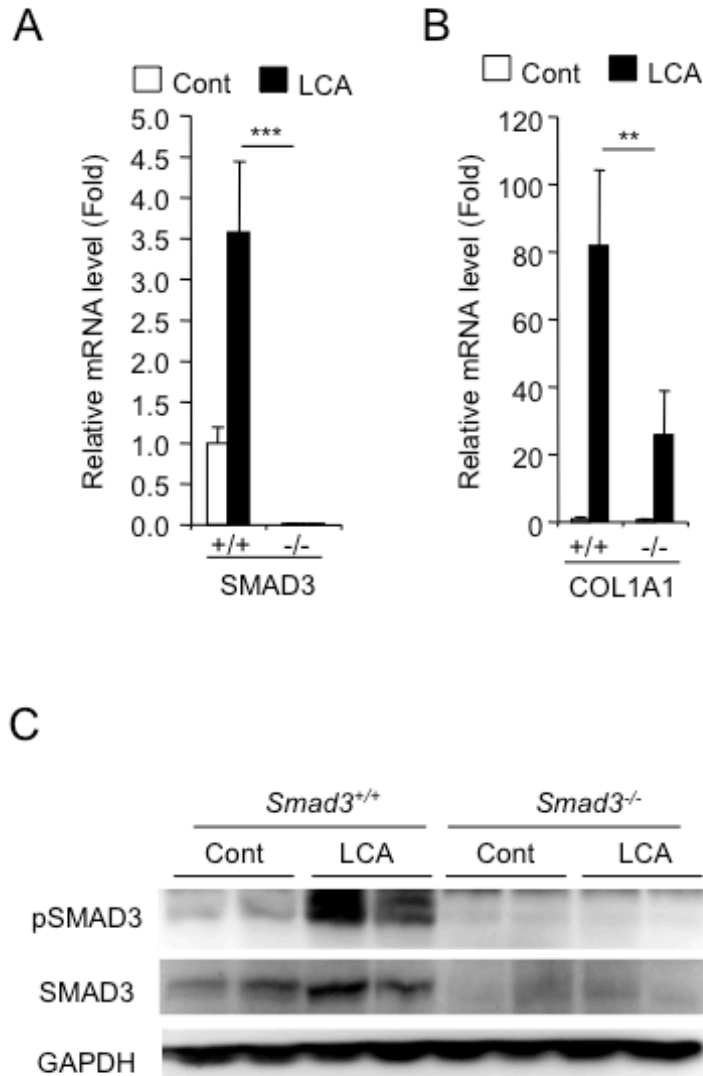 A
Cont LCA
Relative mRNA level (Fold)
5.0
4.5
4.0
3.5
3.0
2.5
2.0
1.5
1.0
0.5
0.0
***
+/+ -/-
SMAD3
B
Cont LCA
Relative mRNA level (Fold)
120
100
80
60
40
20
0
**
+/+ -/-
COL1A1
C
Smad3+/+ Smad3-/-
Cont LCA Cont LCA
pSMAD3
SMAD3
GAPDH